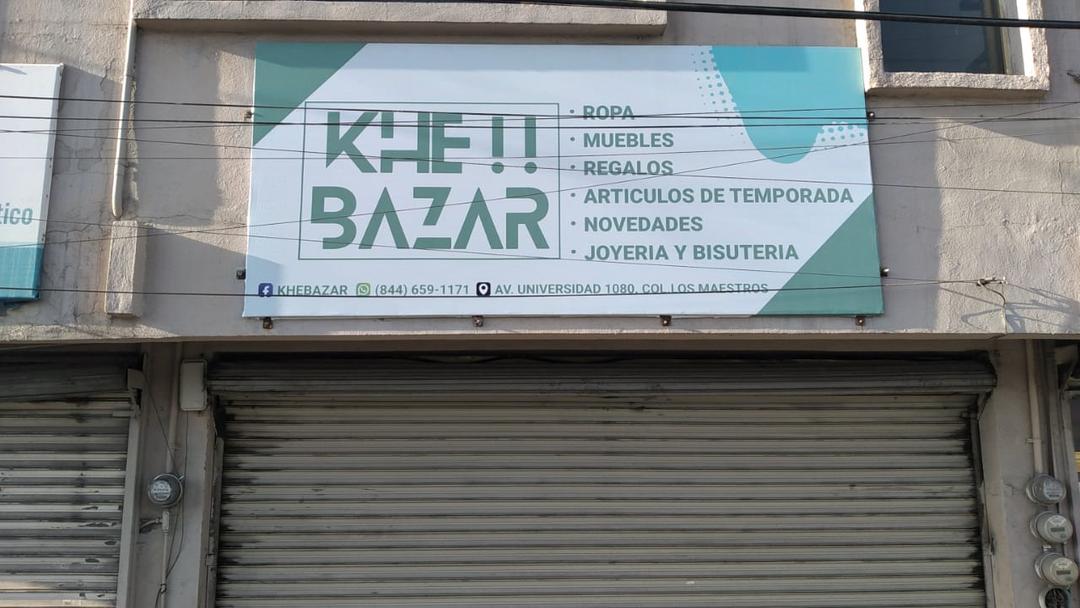 KHE!!
BAZAR
• ROPA
• MUEBLES
• REGALOS
• ARTICULOS DE TEMPORADA
• NOVEDADES
• JOYERIA Y BISUTERIA
KHEBAZAR (844) 659-1171 AV. UNIVERSIDAD 1080, COL.LOS MAESTROS